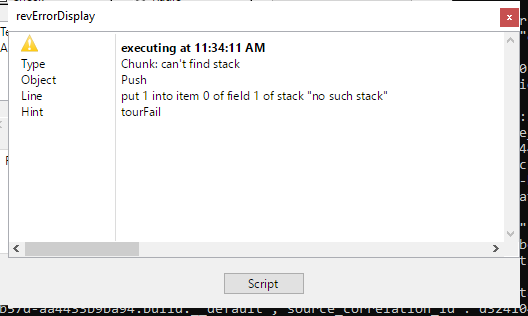 revErrorDisplay
x
executing at 11:34:11 AM
Type Chunk: can't find stack
Object Push
Line put 1 into item 0 of field 1 of stack "no such stack"
Hint tourFail
Script